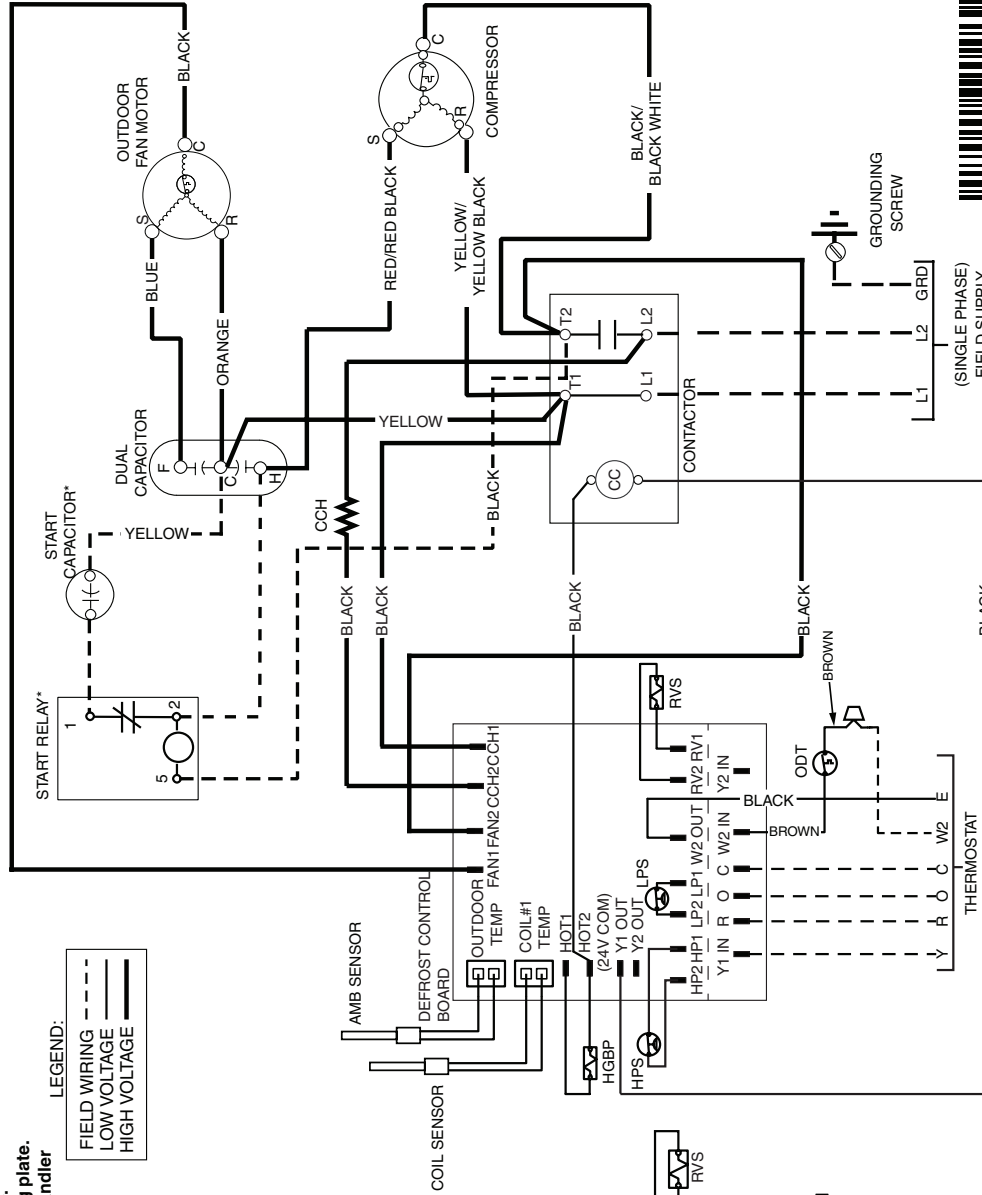 g plate.
ndler
LEGEND:
FIELD WIRING
LOW VOLTAGE
HIGH VOLTAGE
BLACK
OUTDOOR
FAN MOTOR
C
S
R
BLUE
ORANGE
DUAL
CAPACITOR
F
C
H
START
CAPACITOR*
YELLOW
START RELAY*
1
2
5
COMPRESSOR
C
S
R
RED/RED BLACK
YELLOW/
YELLOW BLACK
BLACK/
BLACK WHITE
YELLOW
CCH
BLACK
BLACK
BLACK
T2
T1
L2
L1
CC
CONTACTOR
GROUNDING
SCREW
L1
L2
GRD
(SINGLE PHASE)
BLACK
BLACK
BROWN
RVS
ODT
AMB SENSOR
COIL SENSOR
DEFROST CONTROL
BOARD
OUTDOOR
TEMP
FAN1
FAN2
CCH2
CCH1
COIL#1
TEMP
HOT1
HOT2
(24V COM)
Y1 OUT
Y2 OUT
HP2
HP1
LP2
LP1
W2 OUT
RV2
RV1
LPS
HGBP
HPS
Y1 IN
R
O
C
W2 IN
Y2 IN
BLACK
BROWN
Y
R
O
C
W2
E
THERMOSTAT
RVS